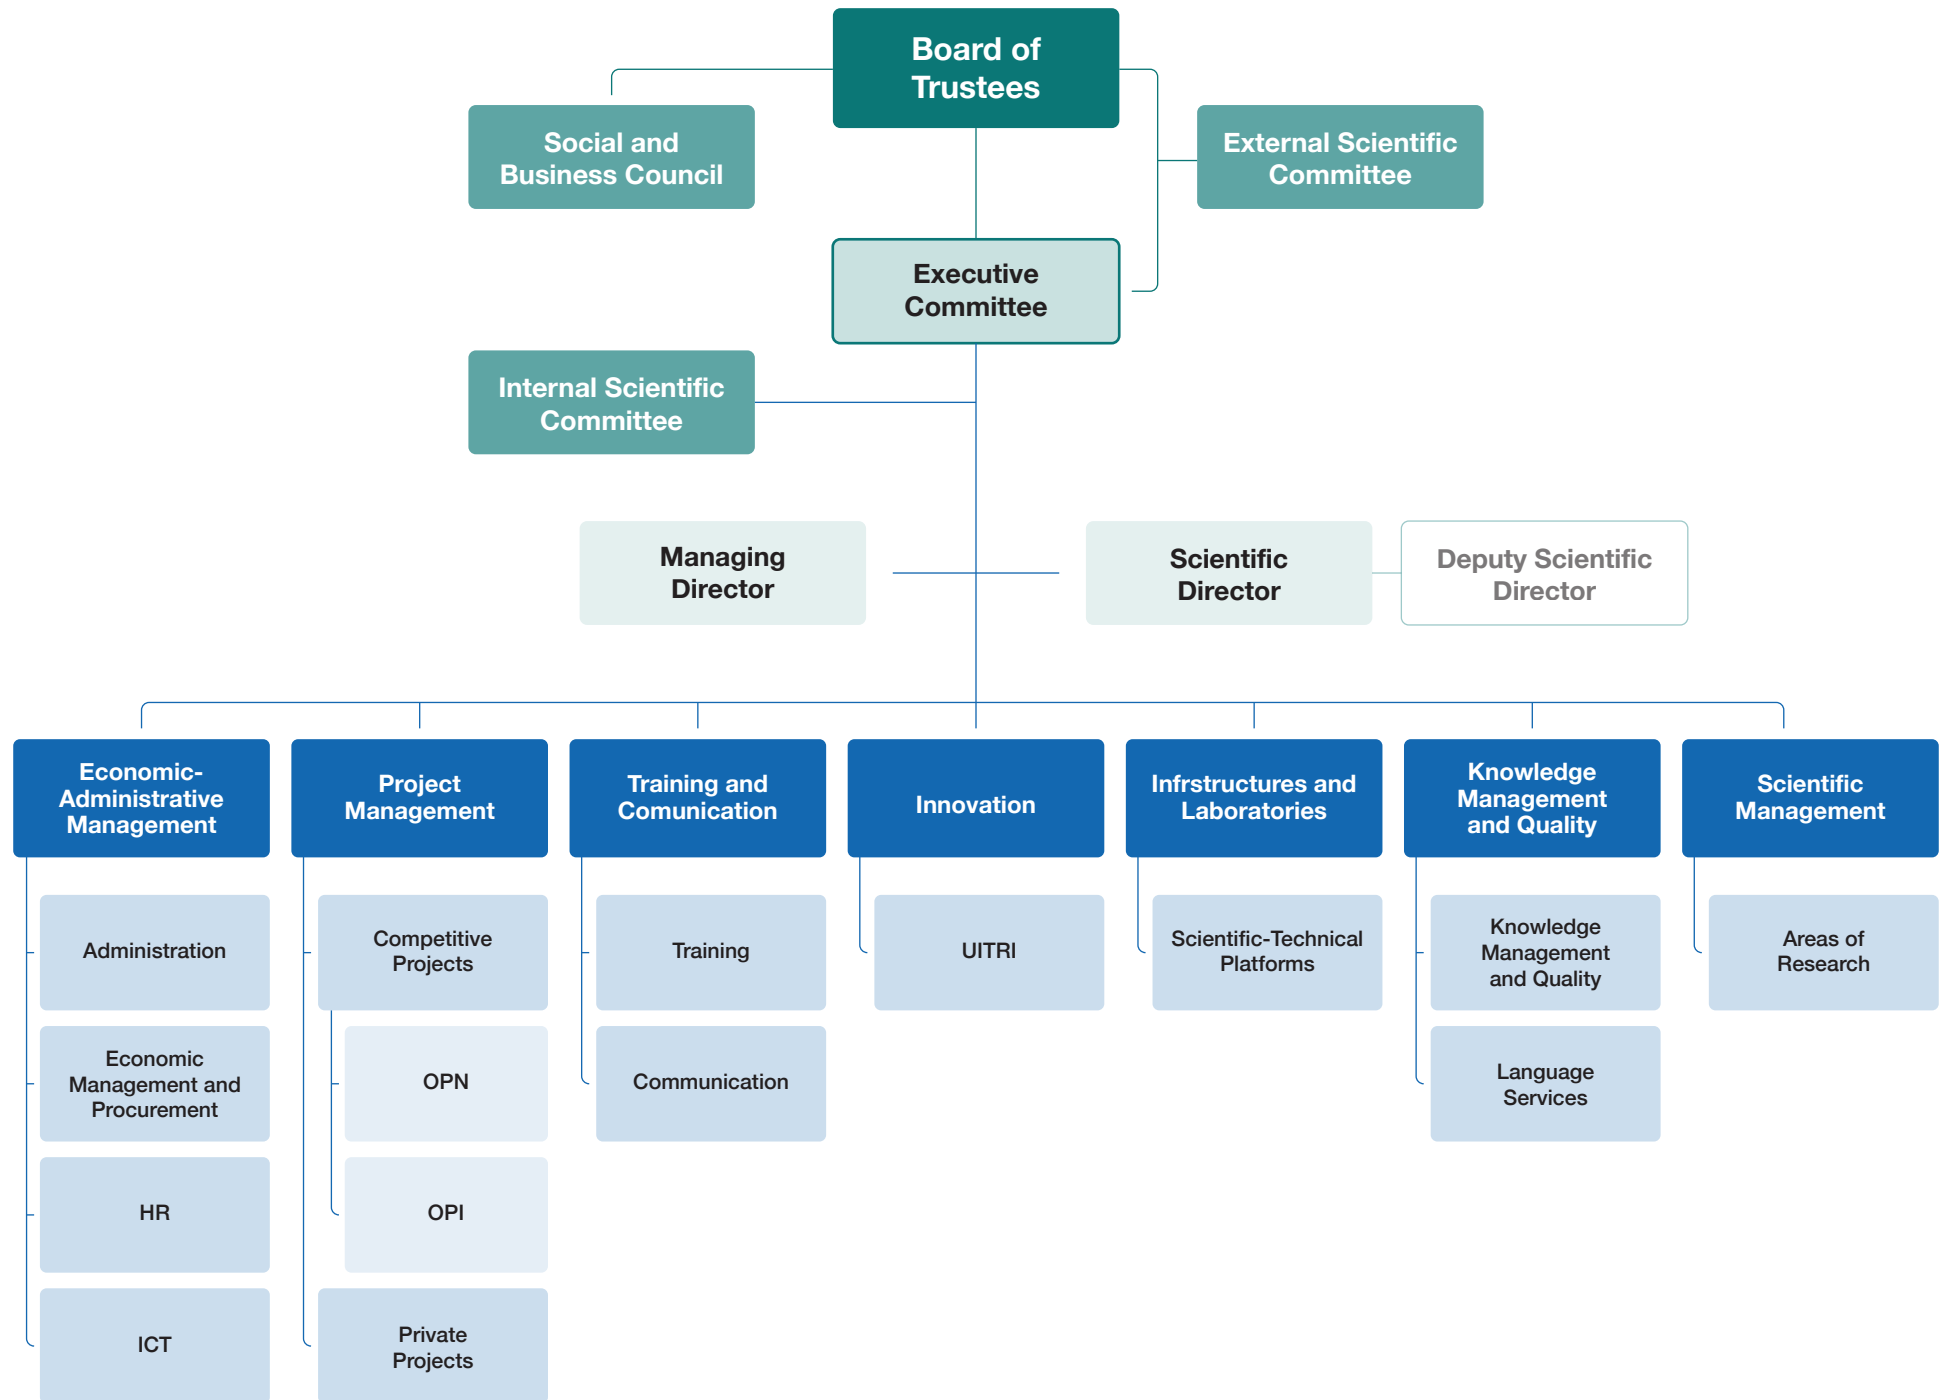 Board of
Trustees
Social and
Business Council
External Scientific
Committee
Executive
Committee
Internal Scientific
Committee
Managing
Director
Scientific
Director
Deputy Scientific
Director
Economic-
Administrative
Management
Project
Management
Training and
Comunication
Innovation
Infrstructures and
Laboratories
Knowledge
Management
and Quality
Scientific
Management
Administration
Competitive
Projects
Training
UITRI
Scientific-Technical
Platforms
Knowledge
Management
and Quality
Areas of
Research
Economic
Management and
Procurement
OPN
Communication
Language
Services
HR
OPI
ICT
Private
Projects